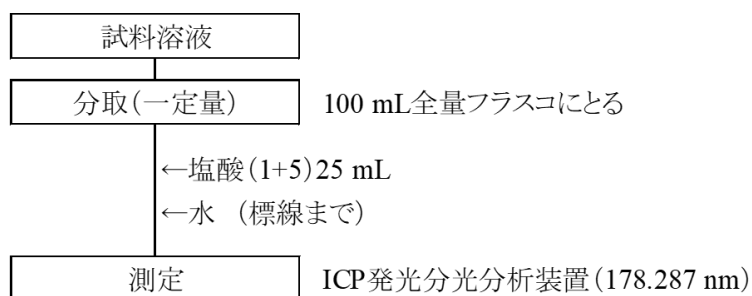 試料溶液
分取(一定量) 100 mL全量フラスコにとる
←塩酸(1+5)25 mL
←水 (標線まで)
測定 ICP発光分光分析装置(178.287 nm)